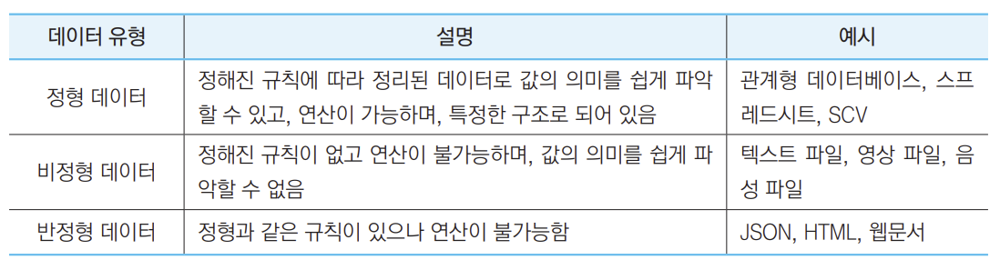 데이터 유형 설명 예시
정형 데이터
정해진 규칙에 따라 정리된 데이터로 값의 의미를 쉽게 파악
할 수 있고, 연산이 가능하며, 특정한 구조로 되어 있음
관계형 데이터베이스, 스프
레드시트, SCV
비정형 데이터
정해진 규칙이 없고 연산이 불가능하며, 값의 의미를 쉽게 파
악할 수 없음
텍스트 파일, 영상 파일, 음
성 파일
반정형 데이터
정형과 같은 규칙이 있으나 연산이 불가능함
JSON, HTML, 웹문서